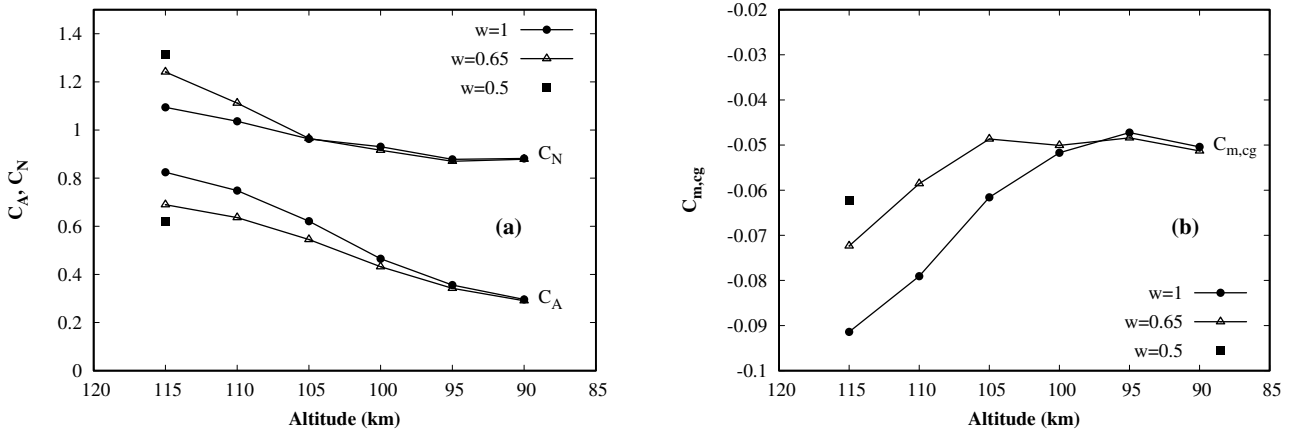 1.4
1.2
1
0.8
0.6
0.4
0.2
0
C_A, C_N
w=1
w=0.65
w=0.5
C_N
(a)
C_A
120 115 110 105 100 95 90 85
Altitude (km)
-0.02
-0.03
-0.04
-0.05
-0.06
-0.07
-0.08
-0.09
-0.1
C_m,cg
C_m,cg
(b)
w=1
w=0.65
w=0.5
120 115 110 105 100 95 90 85
Altitude (km)